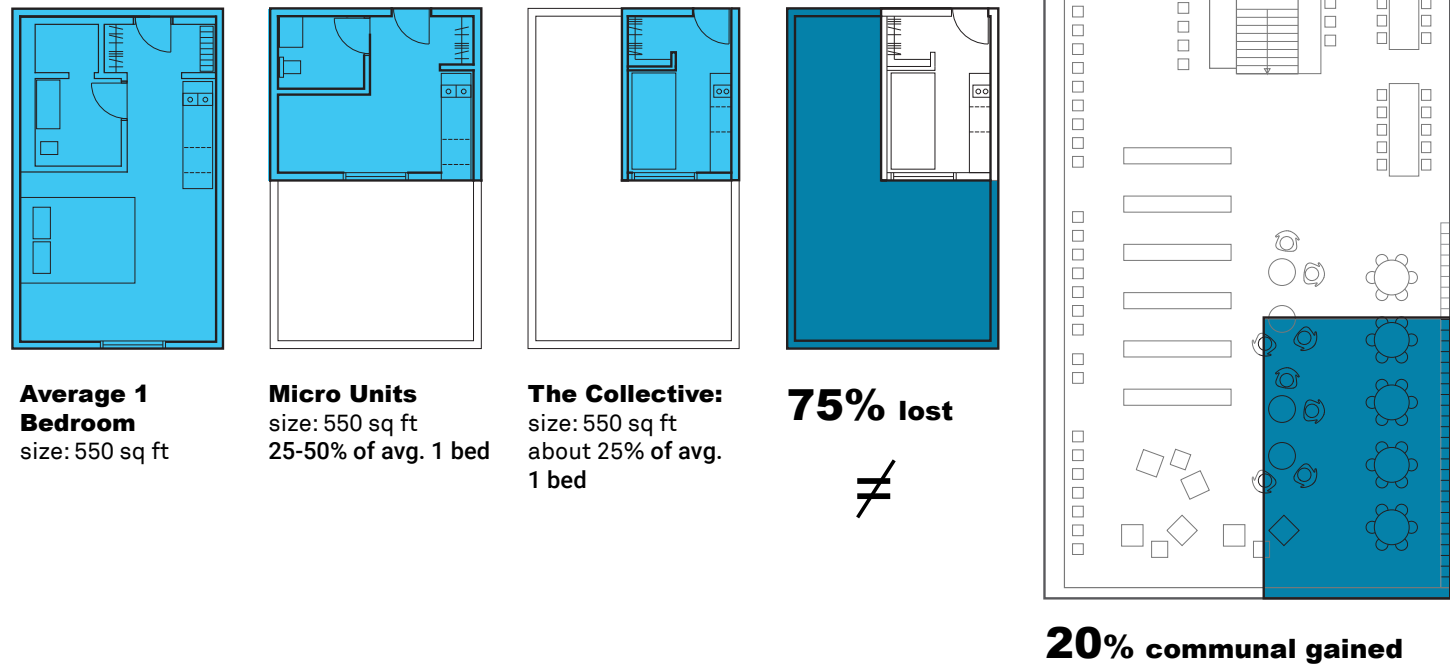 Average 1
Bedroom
size: 550 sq ft
Micro Units
size: 550 sq ft
25-50% of avg. 1 bed
The Collective:
size: 550 sq ft
about 25% of avg.
1 bed
75% lost
≠
20% communal gained